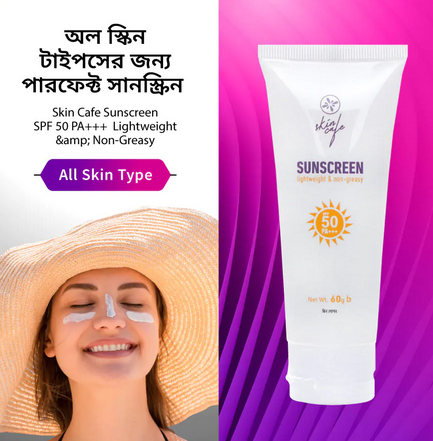 অল স্কিন
টাইপসের জন্য
পারফেক্ট সানস্ক্রিন
Skin Cafe Sunscreen
SPF 50 PA+++ Lightweight
&amp; Non-Greasy
All Skin Type
skin
cafe
SUNSCREEN
lightweight & non-greasy
50
PA+++
Net Wt. 60g